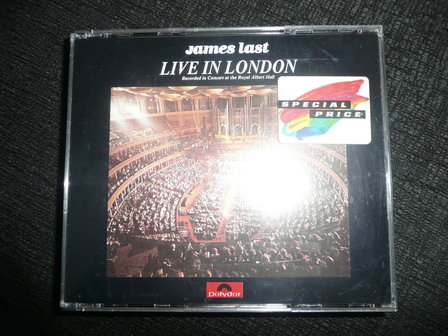 James Last
LIVE IN LONDON
Recorded in Concert at the Royal Albert Hall
SPECIAL
PRICE
Polydor